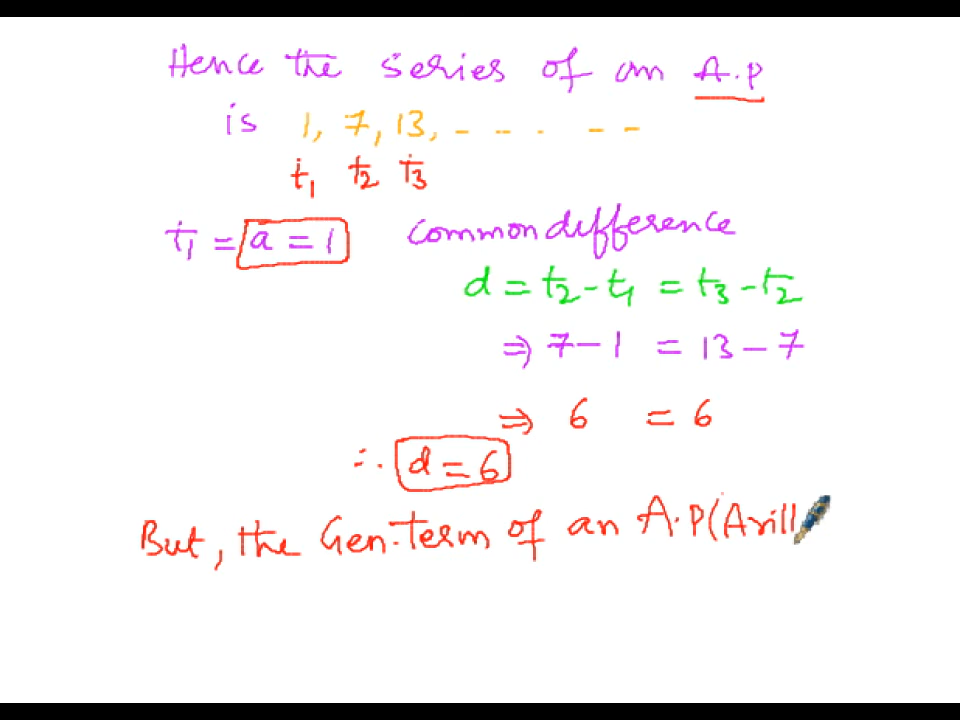 Hence the series of an A.P
is 1, 7, 13, - - - - -
t1 t2 t3
t1 = a = 1 common difference
d = t2 - t1 = t3 - t2
⇒ 7 - 1 = 13 - 7
⇒ 6 = 6
∴ d = 6
But, the Gen. term of an A.P (